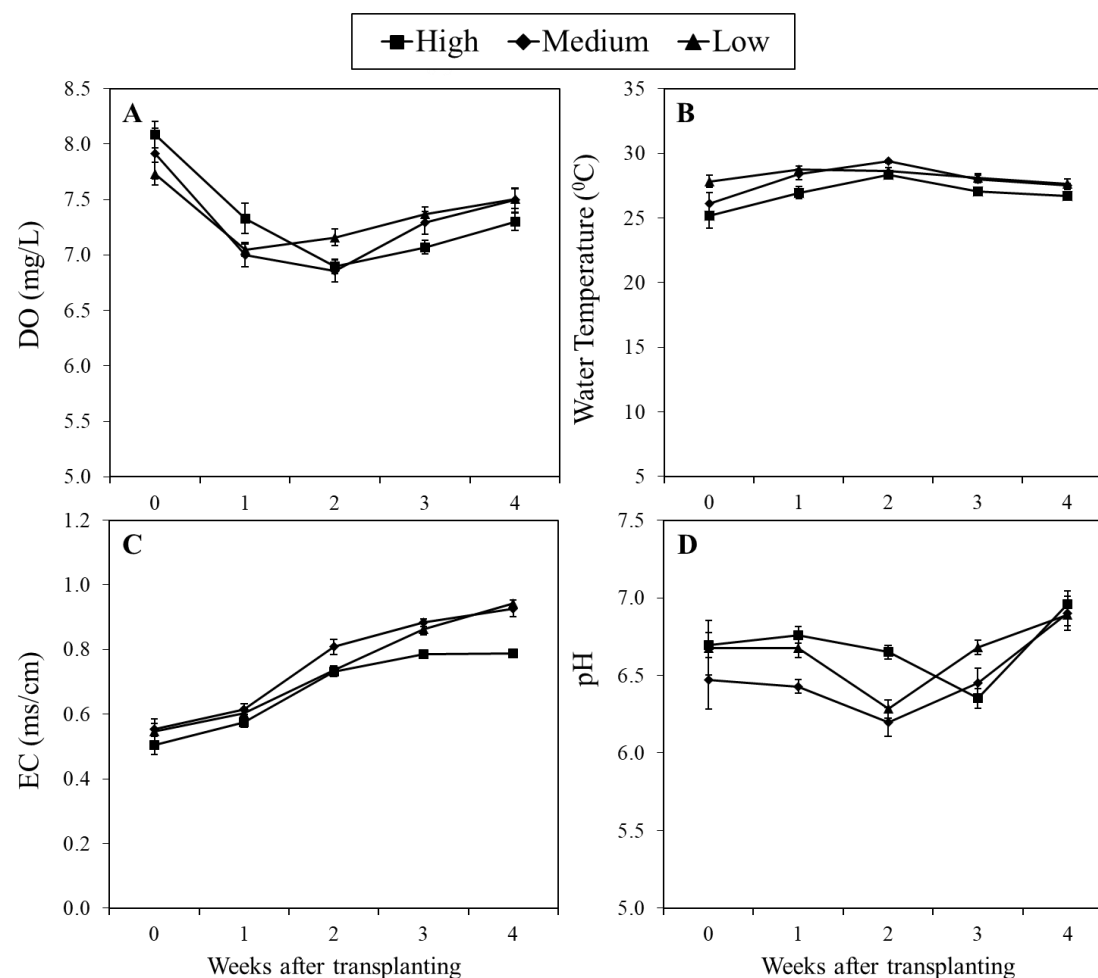 High Medium Low
A
8.5
8.0
7.5
7.0
6.5
6.0
5.5
5.0
DO (mg/L)
0 1 2 3 4
B
35
30
25
20
15
10
5
Water Temperature (⁰C)
0 1 2 3 4
C
1.2
1.0
0.8
0.6
0.4
0.2
0.0
EC (ms/cm)
0 1 2 3 4
Weeks after transplanting
D
7.5
7.0
6.5
6.0
5.5
5.0
pH
0 1 2 3 4
Weeks after transplanting